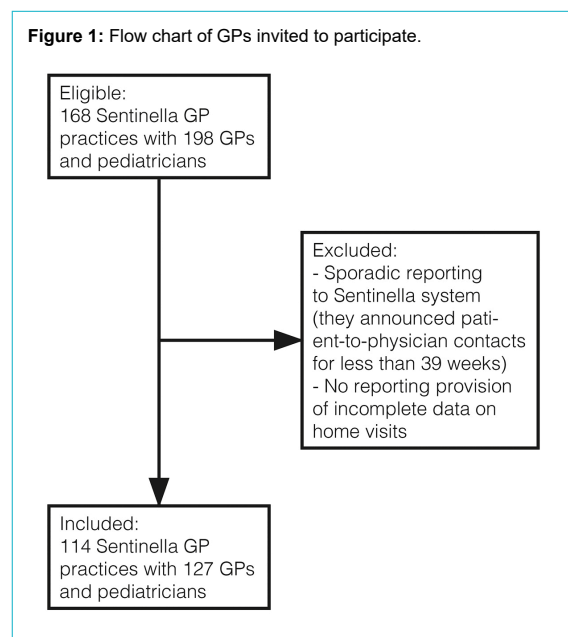 Figure 1: Flow chart of GPs invited to participate.
Eligible:
168 Sentinella GP
practices with 198 GPs
and pediatricians
Excluded:
- Sporadic reporting
to Sentinella system
(they announced pati-
ent-to-physician contacts
for less than 39 weeks)
- No reporting provision
of incomplete data on
home visits
Included:
114 Sentinella GP
practices with 127 GPs
and pediatricians